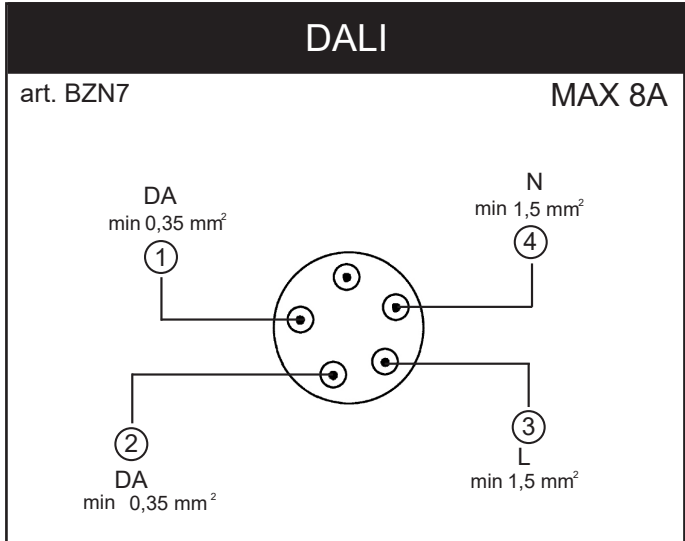 DALI
art. BZN7
MAX 8A
DA
min 0,35 mm²
1
N
min 1,5 mm²
4
2
DA
min 0,35 mm²
3
L
min 1,5 mm²